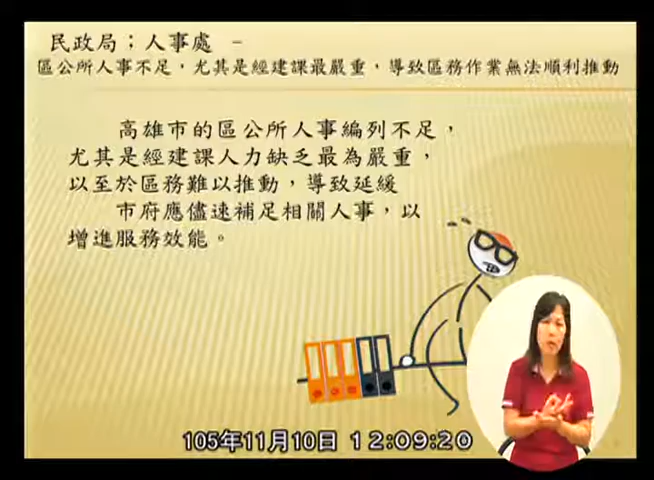 民政局；人事處 –
區公所人事不足，尤其是經建課最嚴重，導致區務作業無法順利推動
高雄市的區公所人事編列不足，
尤其是經建課人力缺乏最為嚴重，
以至於區務難以推動，導致延緩
市府應儘速補足相關人事，以
增進服務效能。
105年11月10日 12:09:20